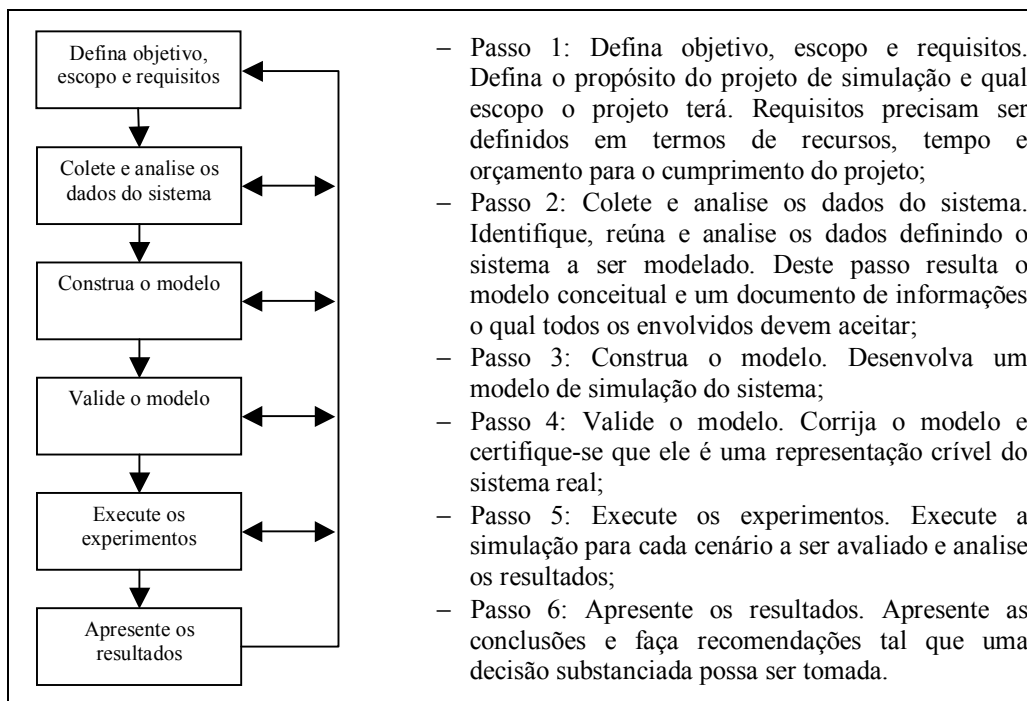 Defina objetivo,
escopo e requisitos
Colete e analise os
dados do sistema
Construa o modelo
Valide o modelo
Execute os
experimentos
Apresente os
resultados
– Passo 1: Defina objetivo, escopo e requisitos.
Defina o propósito do projeto de simulação e qual
escopo o projeto terá. Requisitos precisam ser
definidos em termos de recursos, tempo e
orçamento para o cumprimento do projeto;
– Passo 2: Colete e analise os dados do sistema.
Identifique, reúna e analise os dados definindo o
sistema a ser modelado. Deste passo resulta o
modelo conceitual e um documento de informações
o qual todos os envolvidos devem aceitar;
– Passo 3: Construa o modelo. Desenvolva um
modelo de simulação do sistema;
– Passo 4: Valide o modelo. Corrija o modelo e
certifique-se que ele é uma representação crível do
sistema real;
– Passo 5: Execute os experimentos. Execute a
simulação para cada cenário a ser avaliado e analise
os resultados;
– Passo 6: Apresente os resultados. Apresente as
conclusões e faça recomendações tal que uma
decisão substanciada possa ser tomada.